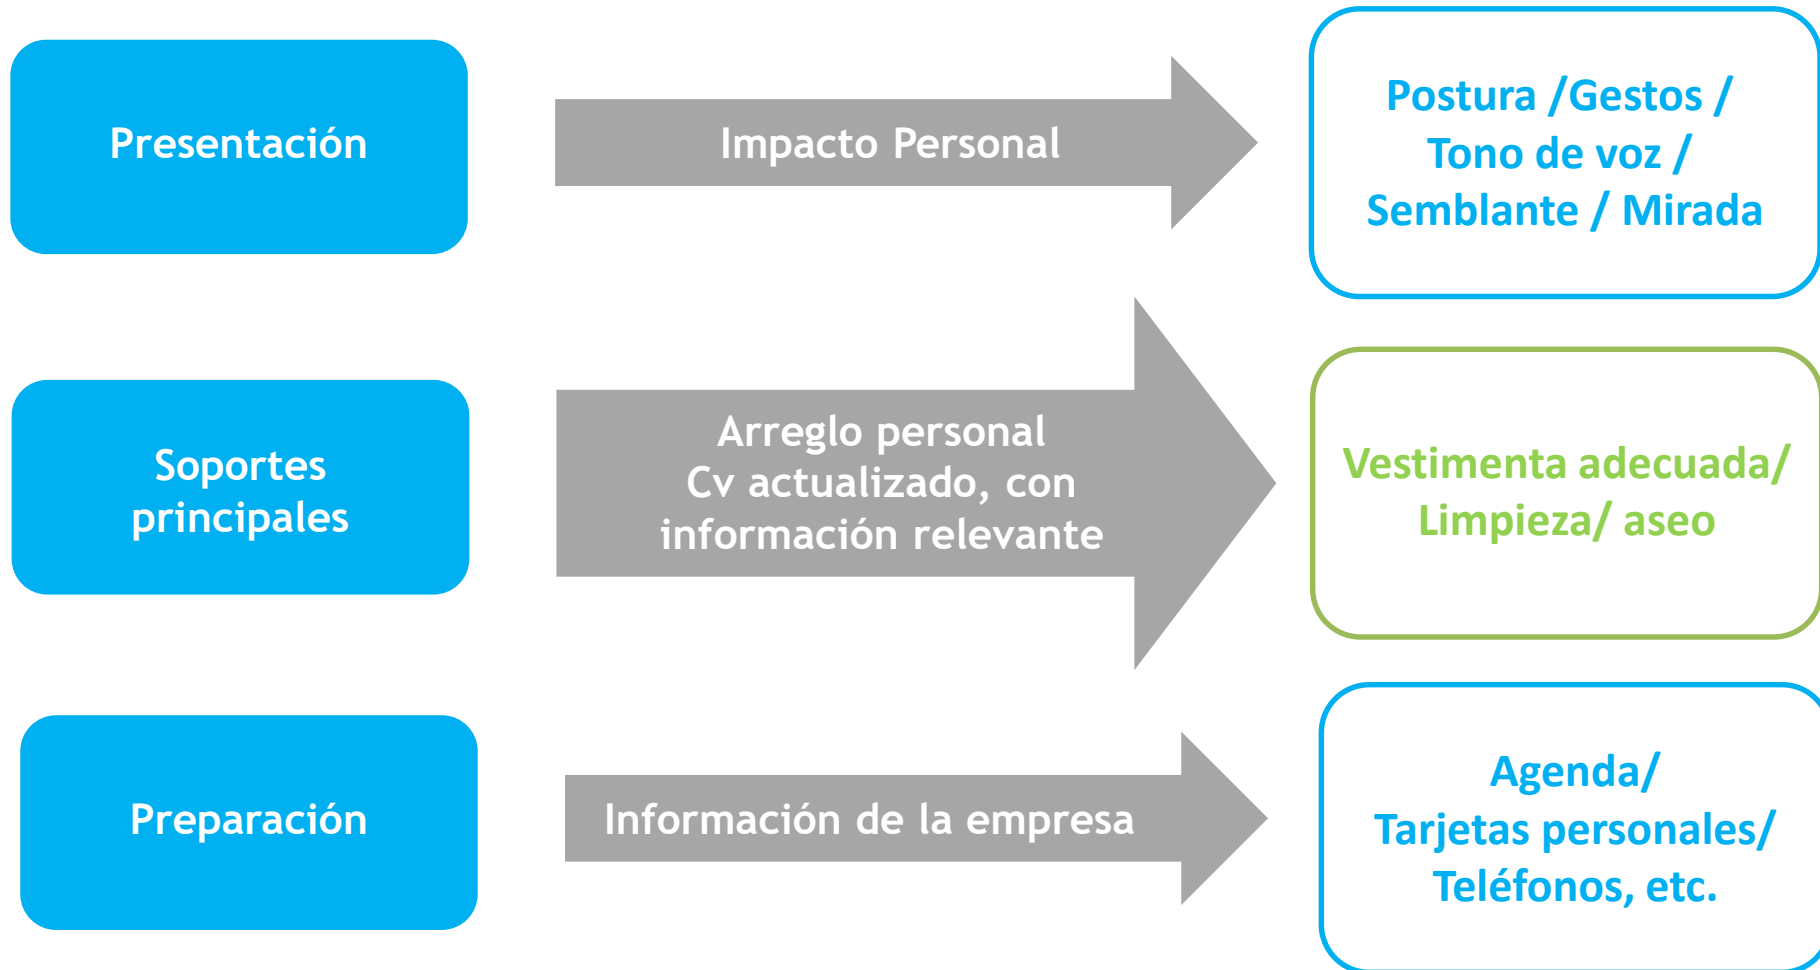 Presentación
Impacto Personal
Postura /Gestos /
Tono de voz /
Semblante / Mirada
Soportes
principales
Arreglo personal
Cv actualizado, con
información relevante
Vestimenta adecuada/
Limpieza/ aseo
Preparación
Información de la empresa
Agenda/
Tarjetas personales/
Teléfonos, etc.